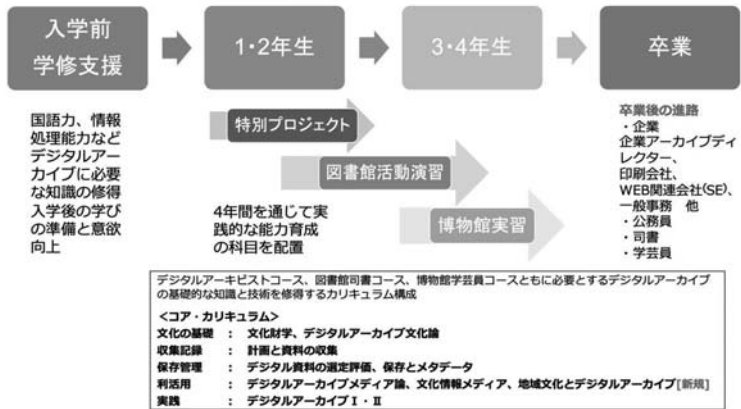 入学前
学修支援
1・2年生
3・4年生
卒業
国語力、情報
処理能力など
デジタルアー
カイブに必要
な知識の修得
入学後の学び
の準備と意欲
向上
特別プロジェクト
図書館活動演習
博物館実習
4年間を通じて実
践的な能力育成
の科目を配置
卒業後の進路
・企業
企業アーカイブディ
レクター、
印刷会社、
WEB関連会社(SE)、
一般事務 他
・公務員
・司書
・学芸員
デジタルアーキビストコース、図書館司書コース、博物館学芸員コースともに必要とするデジタルアーカイブ
の基礎的な知識と技術を修得するカリキュラム構成
＜コア・カリキュラム＞
文化の基礎 ： 文化財学、デジタルアーカイブ文化論
収集記録 ： 計画と資料の収集
保存管理 ： デジタル資料の選定評価、保存とメタデータ
利活用 ： デジタルアーカイブメディア論、文化情報メディア、地域文化とデジタルアーカイブ[新規]
実践 ： デジタルアーカイブⅠ・Ⅱ